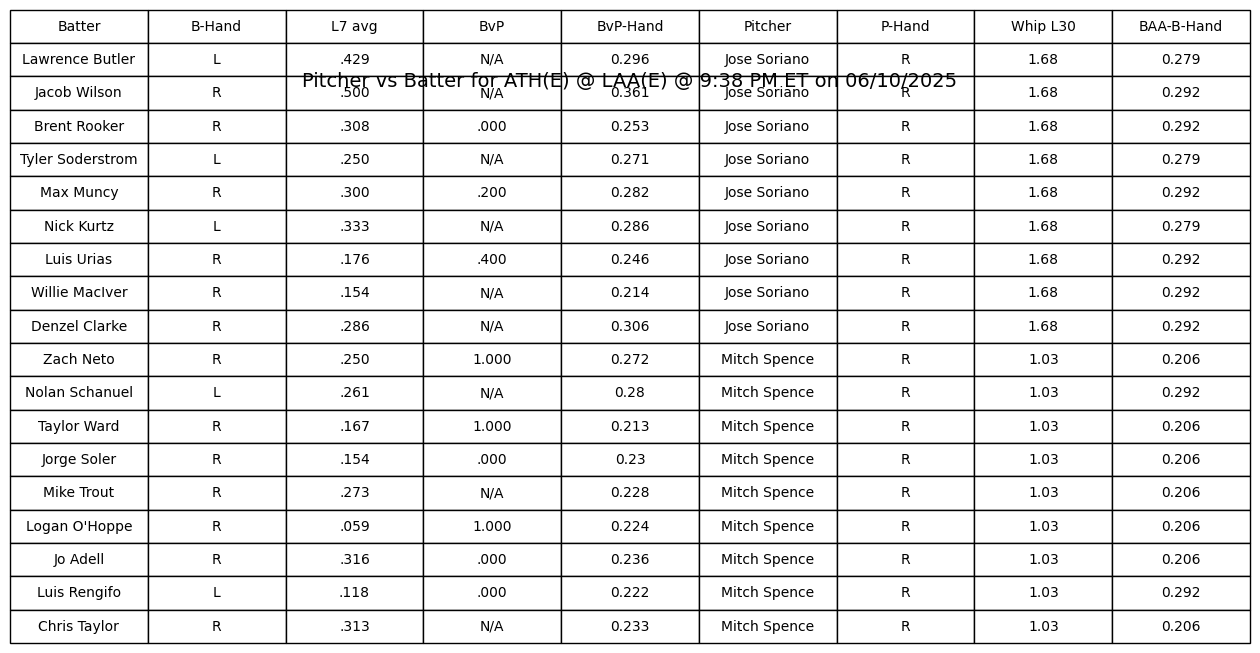 Batter B-Hand L7 avg BvP BvP-Hand Pitcher P-Hand Whip L30 BAA-B-Hand
Lawrence Butler L .429 N/A 0.296 Jose Soriano R 1.68 0.279
Pitcher vs Batter for ATH(E) @ LAA(E) @ 9:38 PM ET on 06/10/2025
Jacob Wilson R .500 N/A 0.361 Jose Soriano R 1.68 0.292
Brent Rooker R .308 .000 0.253 Jose Soriano R 1.68 0.292
Tyler Soderstrom L .250 N/A 0.271 Jose Soriano R 1.68 0.279
Max Muncy R .300 .200 0.282 Jose Soriano R 1.68 0.292
Nick Kurtz L .333 N/A 0.286 Jose Soriano R 1.68 0.279
Luis Urias R .176 .400 0.246 Jose Soriano R 1.68 0.292
Willie MacIver R .154 N/A 0.214 Jose Soriano R 1.68 0.292
Denzel Clarke R .286 N/A 0.306 Jose Soriano R 1.68 0.292
Zach Neto R .250 1.000 0.272 Mitch Spence R 1.03 0.206
Nolan Schanuel L .261 N/A 0.28 Mitch Spence R 1.03 0.292
Taylor Ward R .167 1.000 0.213 Mitch Spence R 1.03 0.206
Jorge Soler R .154 .000 0.23 Mitch Spence R 1.03 0.206
Mike Trout R .273 N/A 0.228 Mitch Spence R 1.03 0.206
Logan O'Hoppe R .059 1.000 0.224 Mitch Spence R 1.03 0.206
Jo Adell R .316 .000 0.236 Mitch Spence R 1.03 0.206
Luis Rengifo L .118 .000 0.222 Mitch Spence R 1.03 0.292
Chris Taylor R .313 N/A 0.233 Mitch Spence R 1.03 0.206